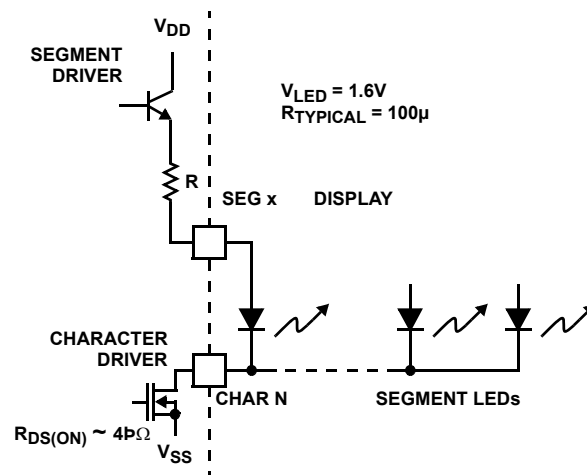 V_DD
SEGMENT
DRIVER
V_LED = 1.6V
R_TYPICAL = 100µ
R
SEG x
DISPLAY
CHARACTER
DRIVER
CHAR N
SEGMENT LEDs
R_DS(ON) ~ 4ÞΩ
V_SS